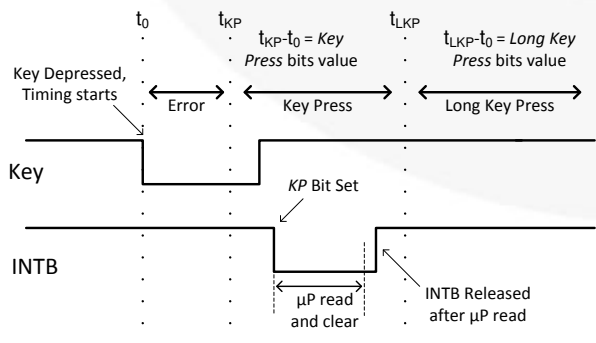 t0
tKP
tLKP
tKP-t0 = Key
Press bits value
tLKP-t0 = Long Key
Press bits value
Key Depressed,
Timing starts
Error
Key Press
Long Key Press
Key
KP Bit Set
INTB
µP read
and clear
INTB Released
after µP read